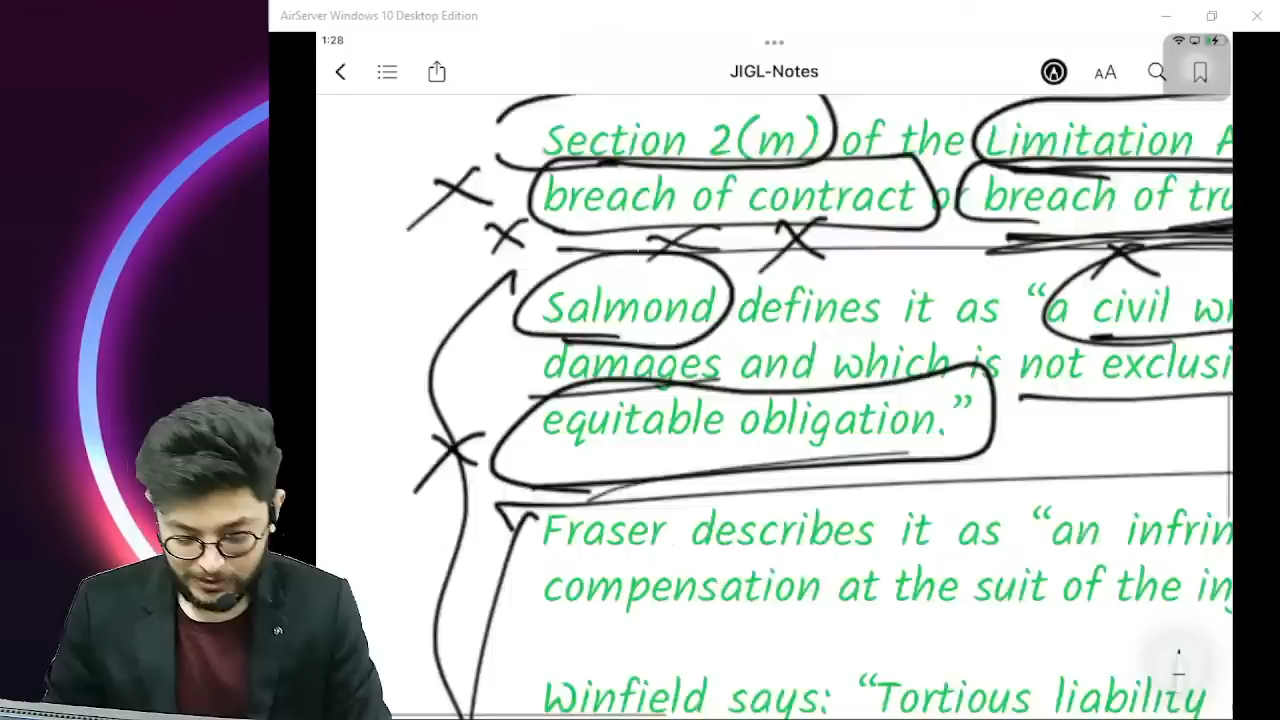 AirServer Windows 10 Desktop Edition
1:28
JIGL-Notes
AA
Section 2(m) of the Limitation A
breach of contract or breach of tru
Salmond defines it as “a civil wr
damages and which is not exclusi
equitable obligation.”
Fraser describes it as “an infrin
compensation at the suit of the inj
Winfield says: “Tortious liability